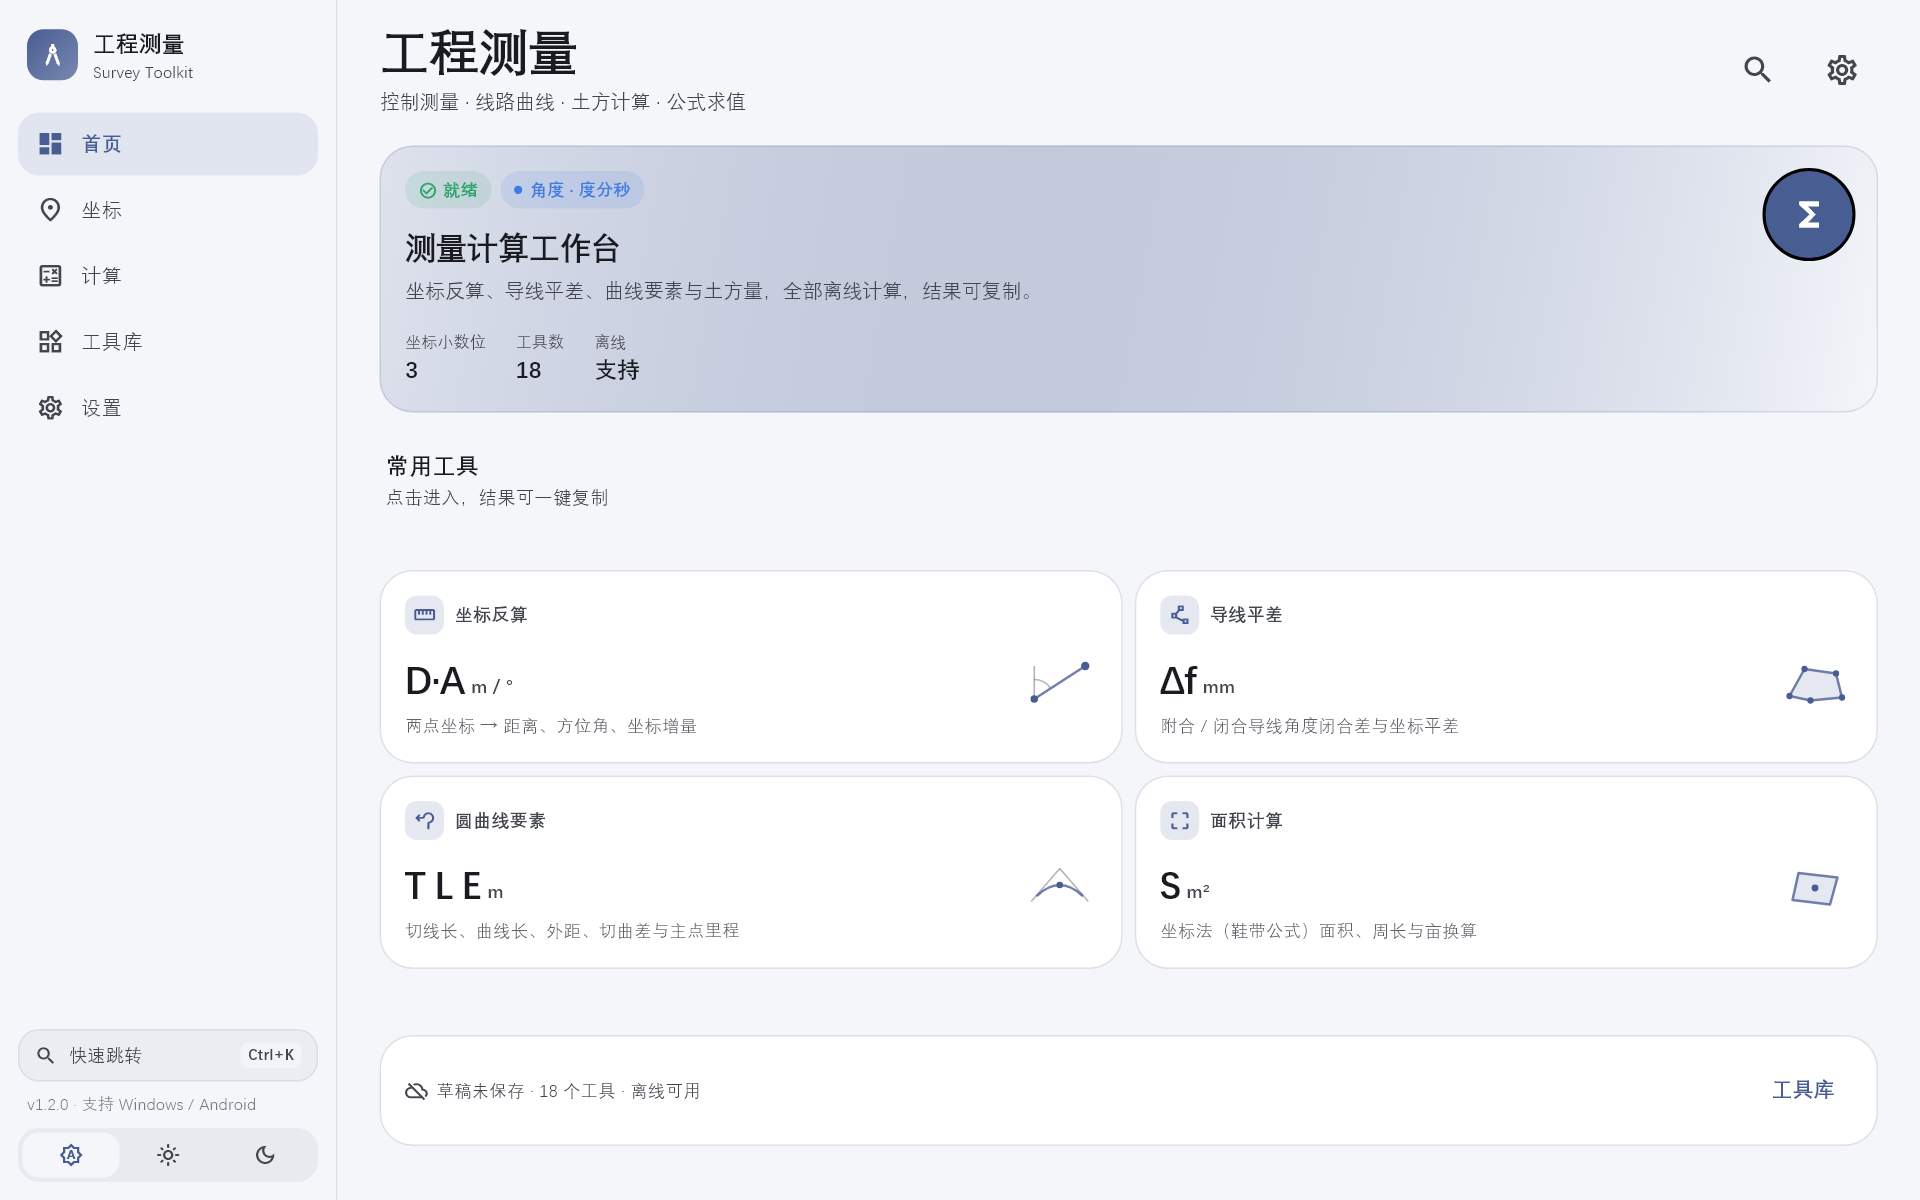 工程测量
Survey Toolkit
首页
坐标
计算
工具库
设置
快速跳转 Ctrl+K
v1.2.0 · 支持 Windows / Android
A
工程测量
控制测量 · 线路曲线 · 土方计算 · 公式求值
就绪 角度 · 度分秒
Σ
测量计算工作台
坐标反算、导线平差、曲线要素与土方量，全部离线计算，结果可复制。
坐标小数位 工具数 离线
3 18 支持
常用工具
点击进入，结果可一键复制
坐标反算
D·A m / °
两点坐标 → 距离、方位角、坐标增量
导线平差
Δf mm
附合 / 闭合导线角度闭合差与坐标平差
圆曲线要素
T L E m
切线长、曲线长、外距、切曲差与主点里程
面积计算
S m²
坐标法（鞋带公式）面积、周长与亩换算
草稿未保存 · 18 个工具 · 离线可用
工具库